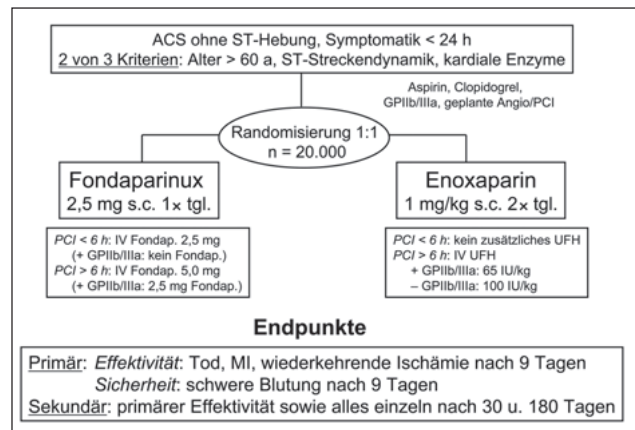 ACS ohne ST-Hebung, Symptomatik < 24 h
2 von 3 Kriterien: Alter > 60 a, ST-Streckendynamik, kardiale Enzyme
Aspirin, Clopidogrel,
GPIIb/IIIa, geplante Angio/PCI
Randomisierung 1:1
n = 20.000
Fondaparinux
2,5 mg s.c. 1× tgl.
Enoxaparin
1 mg/kg s.c. 2× tgl.
PCI < 6 h: IV Fondap. 2,5 mg
(+ GPIIb/IIIa: kein Fondap.)
PCI > 6 h: IV Fondap. 5,0 mg
(+ GPIIb/IIIa: 2,5 mg Fondap.)
PCI < 6 h: kein zusätzliches UFH
PCI > 6 h: IV UFH
+ GPIIb/IIIa: 65 IU/kg
– GPIIb/IIIa: 100 IU/kg
Endpunkte
Primär: Effektivität: Tod, MI, wiederkehrende Ischämie nach 9 Tagen
Sicherheit: schwere Blutung nach 9 Tagen
Sekundär: primärer Effektivität sowie alles einzeln nach 30 u. 180 Tagen